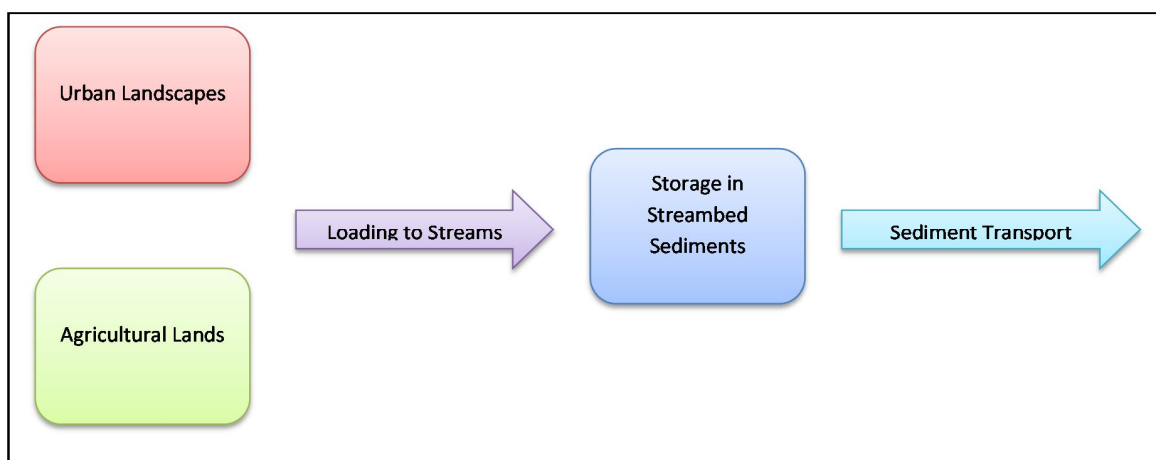 Urban Landscapes
Loading to Streams
Storage in
Streambed
Sediments
Sediment Transport
Agricultural Lands